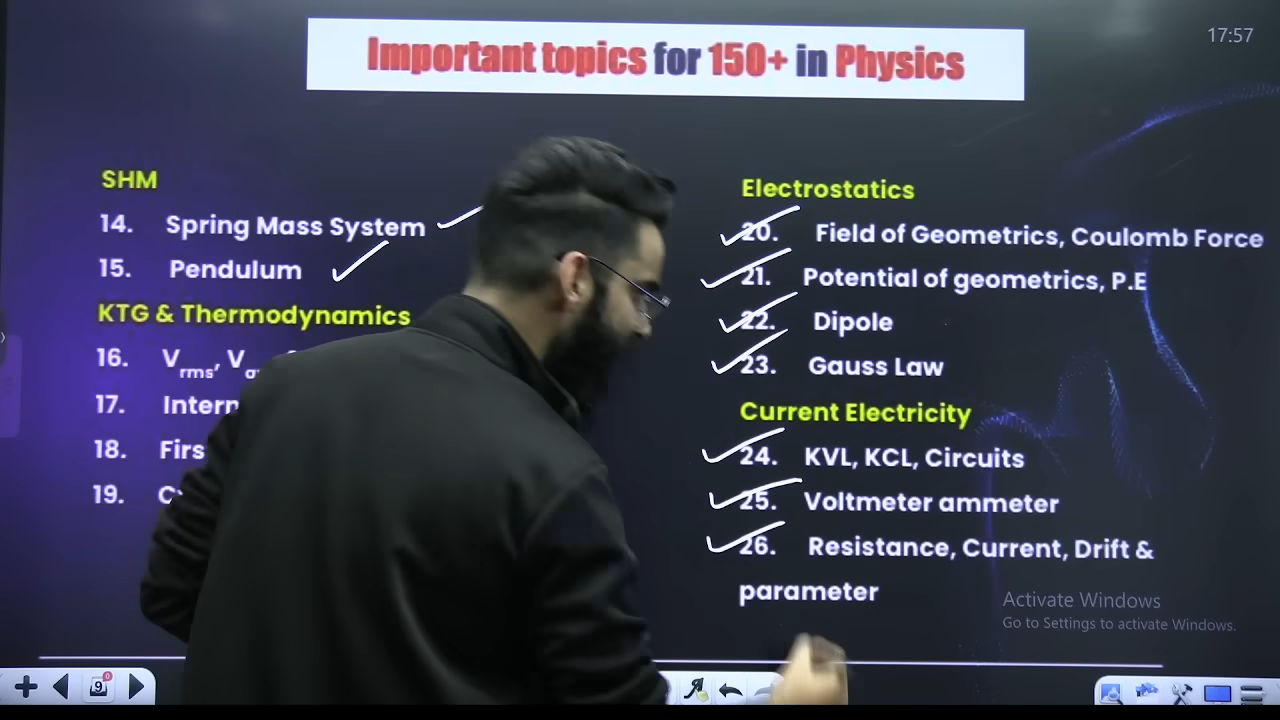 Important topics for 150+ in Physics
17:57
SHM
14. Spring Mass System
15. Pendulum
KTG & Thermodynamics
16. Vrms,
17.
18.
19.
Electrostatics
20. Field of Geometrics, Coulomb Force
21. Potential of geometrics, P.E
22. Dipole
23. Gauss Law
Current Electricity
24. KVL, KCL, Circuits
25. Voltmeter ammeter
26. Resistance, Current, Drift &
parameter
Activate Windows
Go to Settings to activate Windows.
9
0